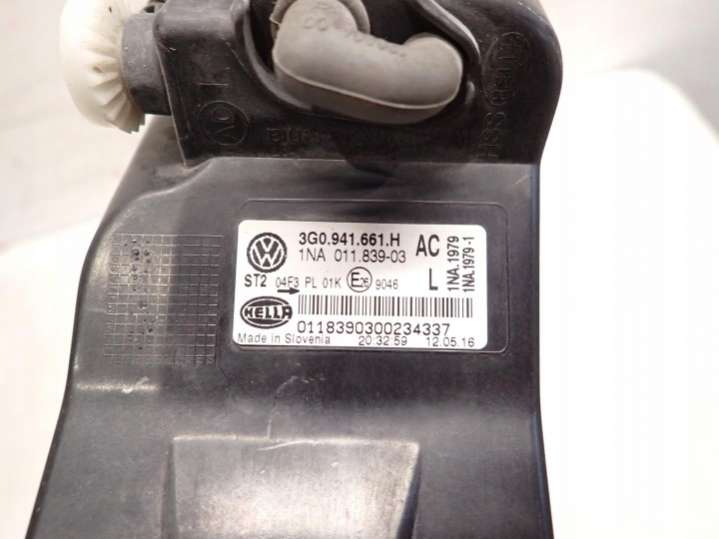 3G0.941.661.H AC
1NA 011.839-03 L
1NA.1979
1NA.1979-1
ST2 04F3 PL 01K E26 9046
HELLA
0118390300234337
Made in Slovenia 20:32:59 12.05.16